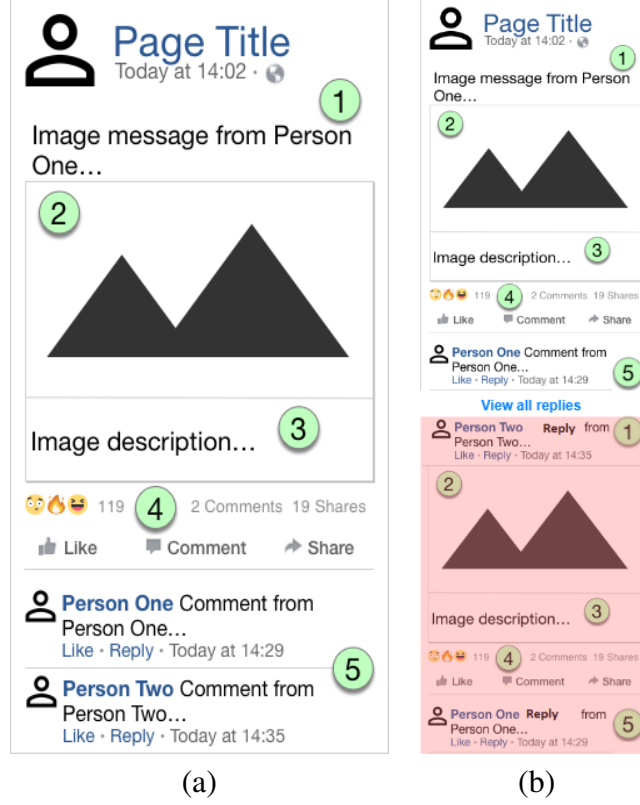 Page Title
Today at 14:02 ·
1
Image message from Person
One...
2
Image description...
3
119
4
2 Comments 19 Shares
Like Comment Share
Person One Comment from
Person One...
Like · Reply · Today at 14:29
5
Person Two Comment from
Person Two...
Like · Reply · Today at 14:35
(a)
Page Title
Today at 14:02 ·
1
Image message from Person
One...
2
Image description...
3
119
4
2 Comments 19 Shares
Like Comment Share
Person One Comment from
Person One...
Like · Reply · Today at 14:29
5
View all replies
Person Two Reply from
1
Person Two...
Like · Reply · Today at 14:35
2
Image description...
3
119
4
2 Comments 19 Shares
Like Comment Share
Person One Reply from
Person One...
5
Like · Reply · Today at 14:29
(b)